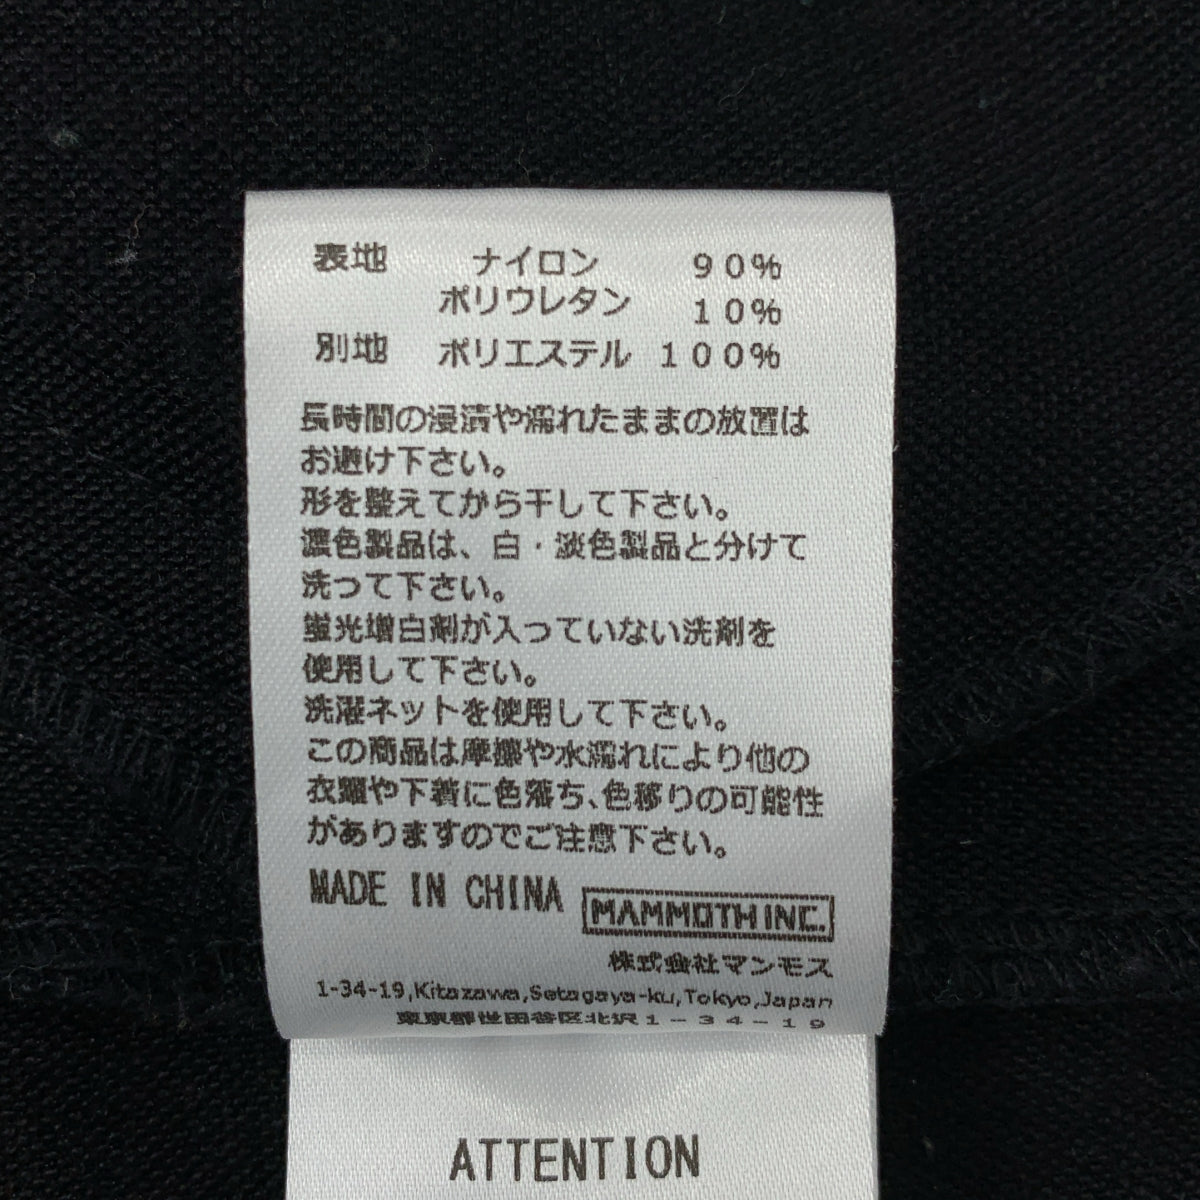 表地 ナイロン 90%
ポリウレタン 10%
別地 ポリエステル 100%
長時間の浸漬や濡れたままの放置は
お避け下さい。
形を整えてから干して下さい。
濃色製品は、白・淡色製品と分けて
洗って下さい。
蛍光増白剤が入っていない洗剤を
使用して下さい。
洗濯ネットを使用して下さい。
この商品は摩擦や水濡れにより他の
衣類や下着に色落ち、色移りの可能性
がありますのでご注意下さい。
MADE IN CHINA MAMMOTH INC.
株式会社マンモス
1-34-19,Kitazawa,Setagaya-ku,Tokyo,Japan
東京都世田谷区北沢1-34-19
ATTENTION